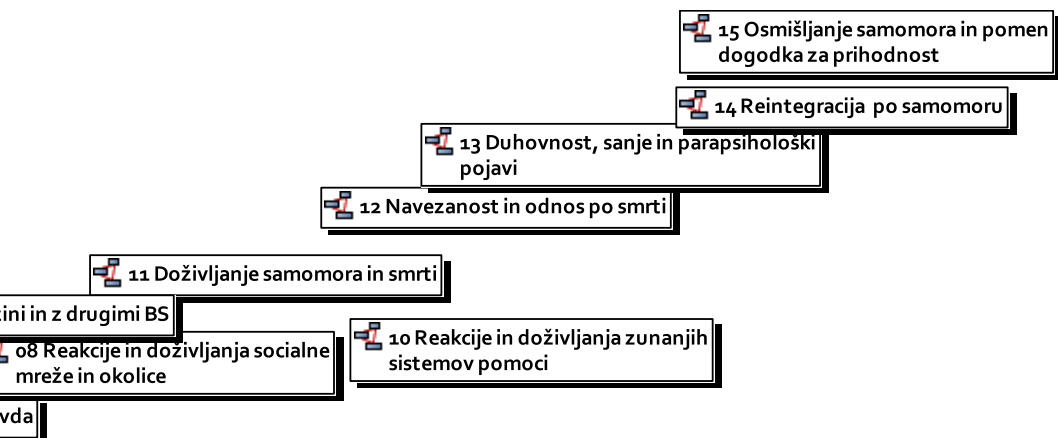 15 Osmišljanje samomora in pomen
dogodka za prihodnost
14 Reintegracija po samomoru
13 Duhovnost, sanje in parapsihološki
pojavi
12 Navezanost in odnos po smrti
11 Doživljanje samomora in smrti
in z drugimi BS
10 Reakcije in doživljanja zunanjih
sistemov pomoči
08 Reakcije in doživljanja socialne
mreže in okolice